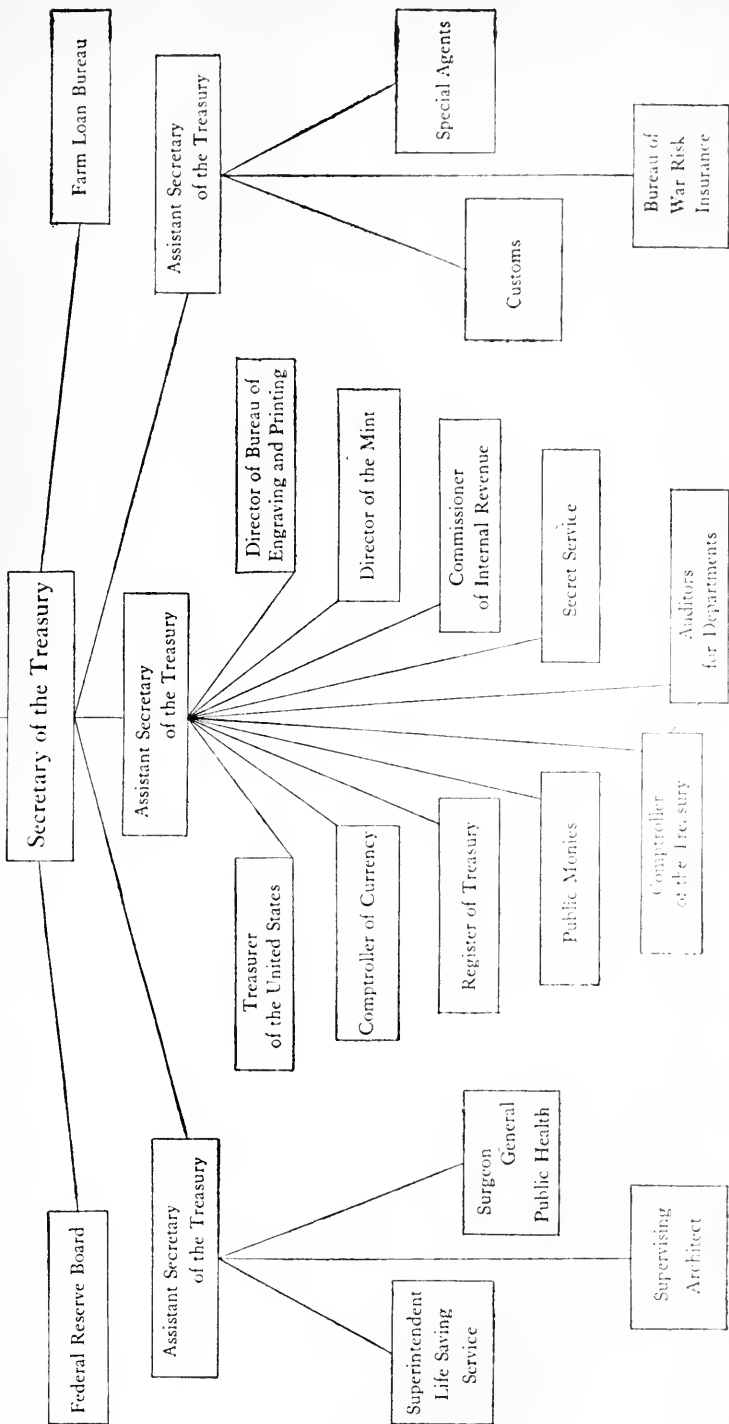 Secretary of the Treasury
Federal Reserve Board
Farm Loan Bureau
Assistant Secretary
of the Treasury
Assistant Secretary
of the Treasury
Assistant Secretary
of the Treasury
Superintendent
Life Saving
Service
Surgeon
General
Public Health
Supervising
Architect
Treasurer
of the United States
Comptroller of Currency
Register of Treasury
Public Monies
Comptroller
of the Treasury
Director of Bureau of
Engraving and Printing
Director of the Mint
Commissioner
of Internal Revenue
Secret Service
Auditors
for Departments
Customs
Special Agents
Bureau of
War Risk
Insurance